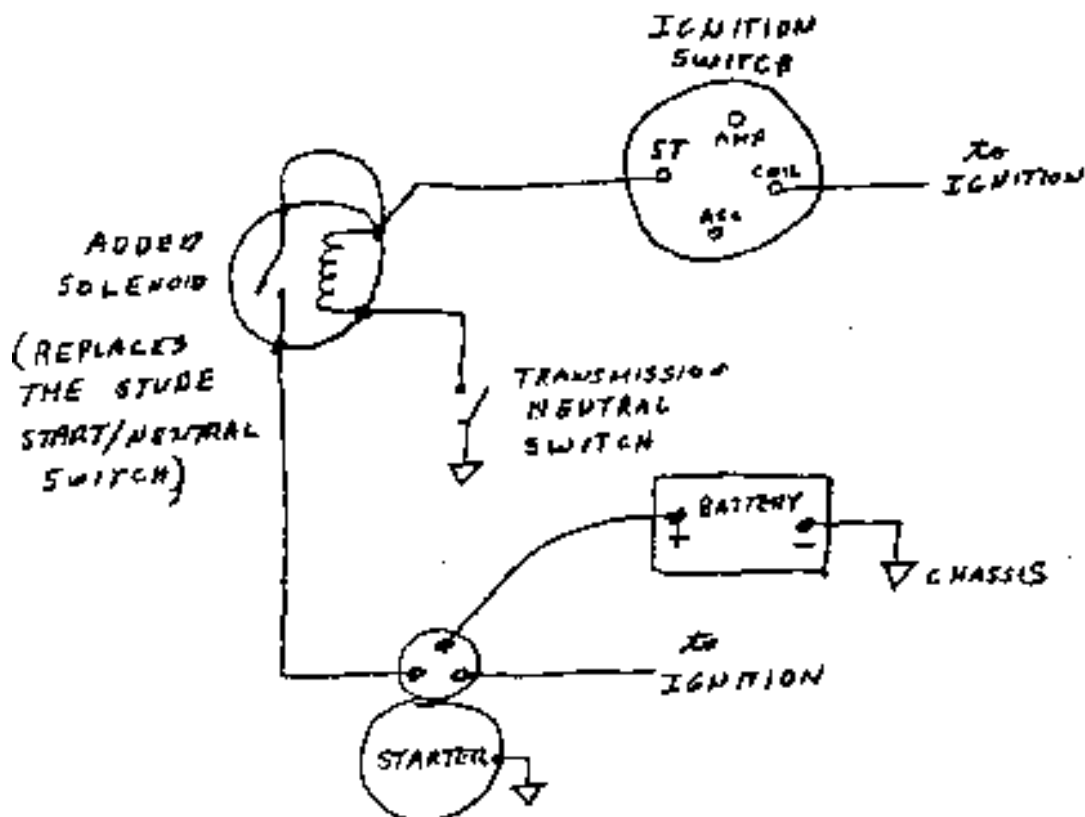 IGNITION
SWITCH
AMP
ST
COIL
ACC
to
IGNITION
ADDED
SOLENOID
(REPLACES
THE STUDE
START/NEUTRAL
SWITCH)
TRANSMISSION
NEUTRAL
SWITCH
BATTERY
+
-
CHASSIS
to
IGNITION
STARTER